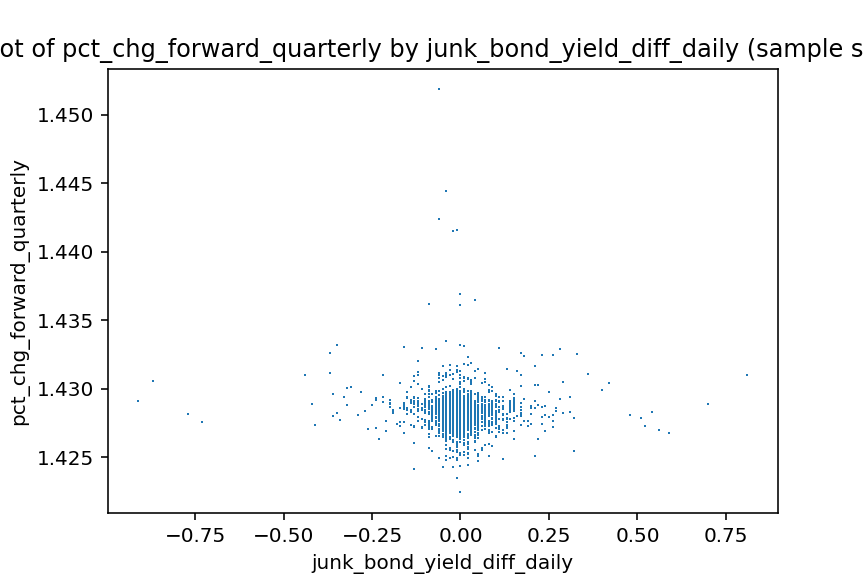 ot of pct_chg_forward_quarterly by junk_bond_yield_diff_daily (sample s
1.450
1.445
1.440
1.435
1.430
1.425
pct_chg_forward_quarterly
−0.75 −0.50 −0.25 0.00 0.25 0.50 0.75
junk_bond_yield_diff_daily